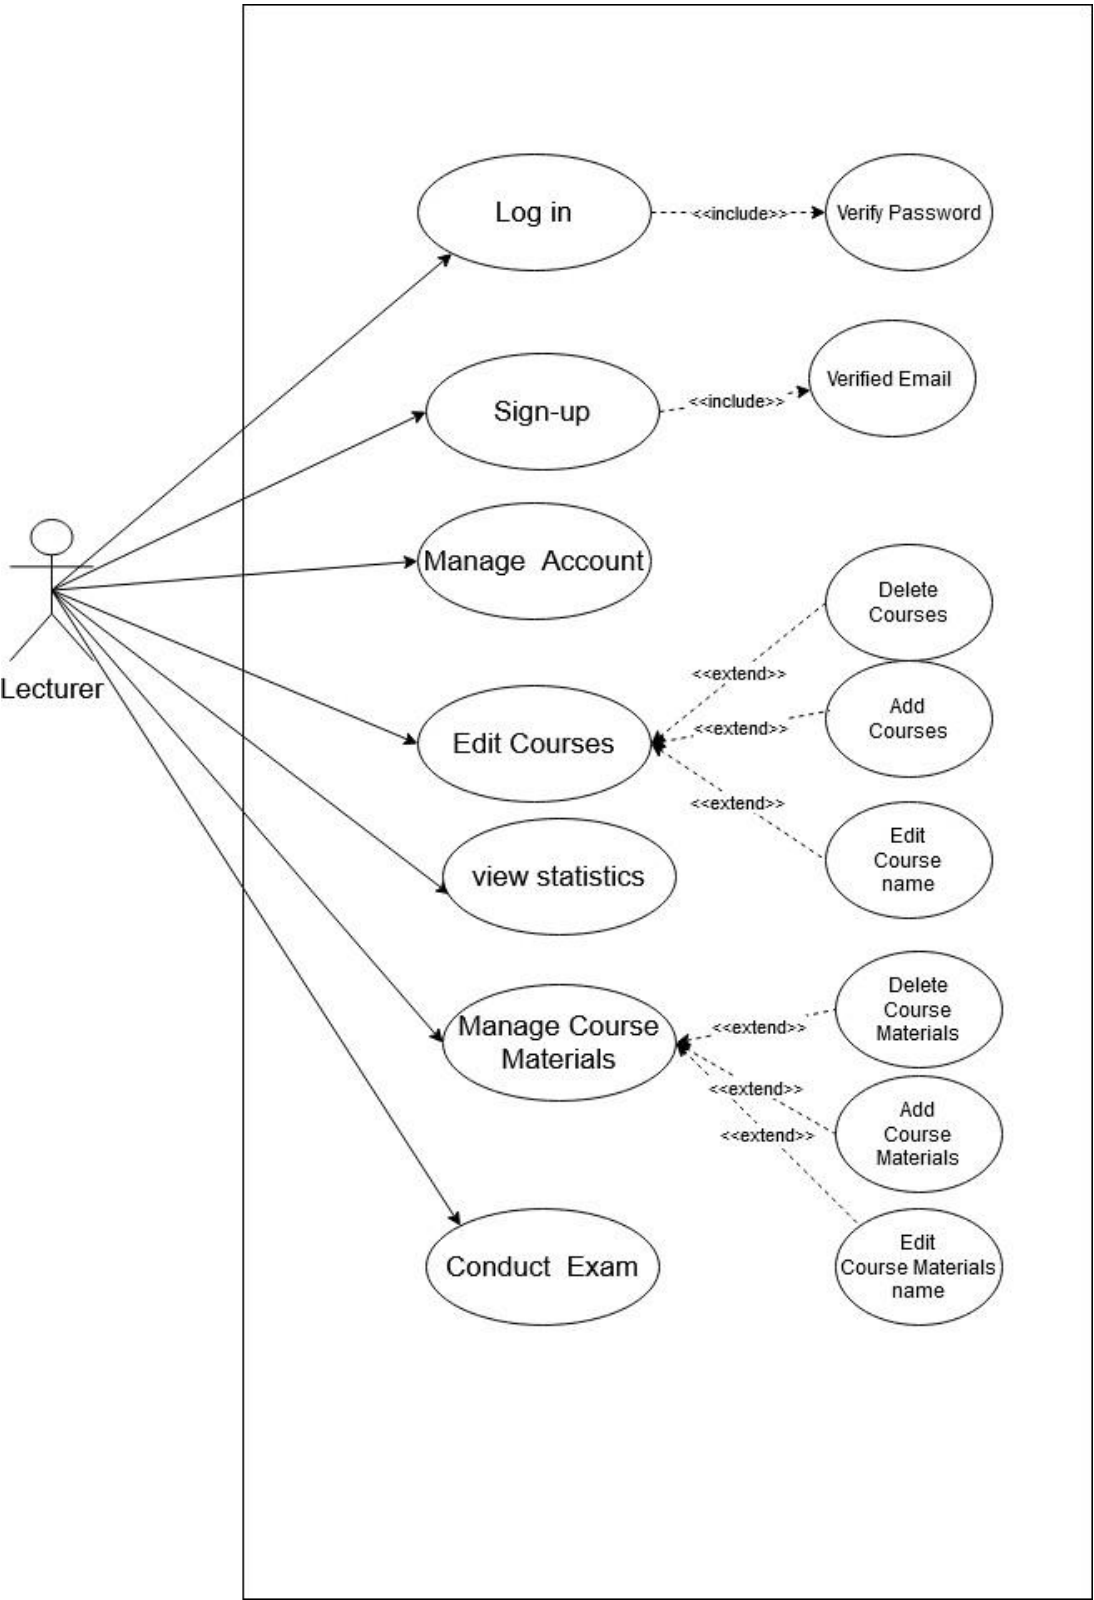 Log in
<<include>>
Verify Password
Verified Email
Sign-up
<<include>>
Manage  Account
Delete
Courses
<<extend>>
Lecturer
Edit Courses
<<extend>>
Add
Courses
<<extend>>
Edit
Course
name
view statistics
Manage Course
Materials
<<extend>>
Delete
Course
Materials
<<extend>>
Add
Course
Materials
<<extend>>
Conduct  Exam
Edit
Course Materials
name